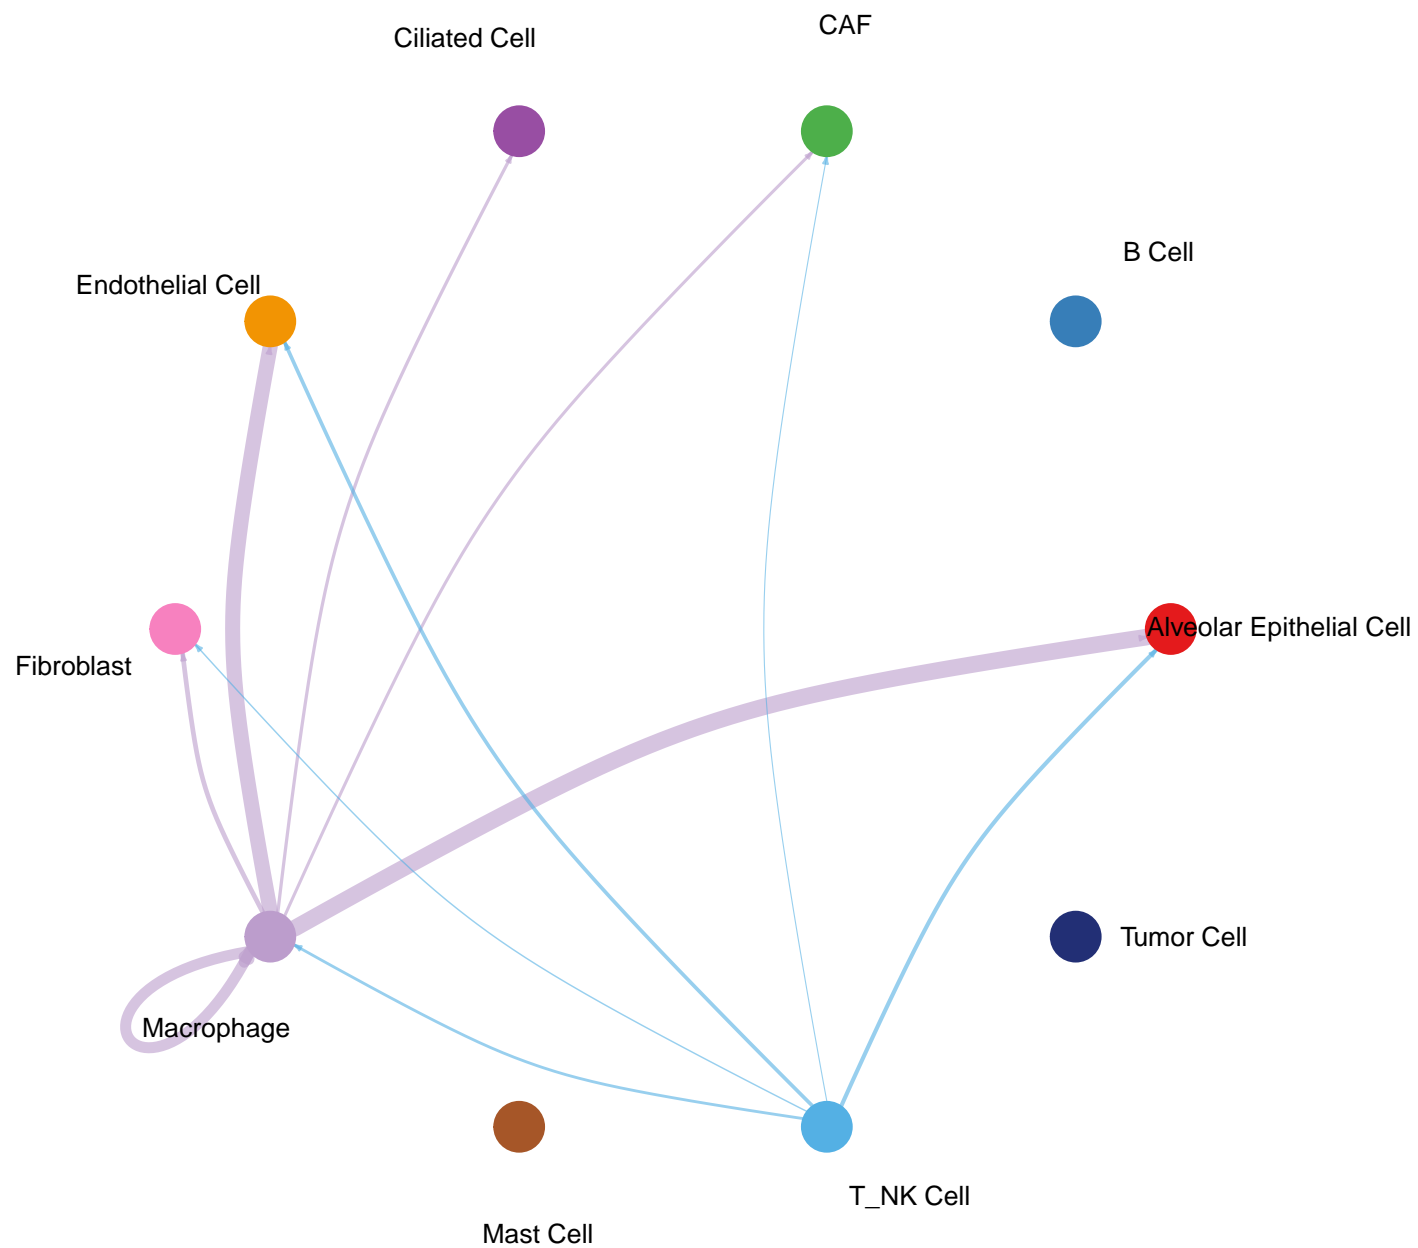 CAF
Ciliated Cell
B Cell
Endothelial Cell
Alveolar Epithelial Cell
Fibroblast
Tumor Cell
Macrophage
T_NK Cell
Mast Cell